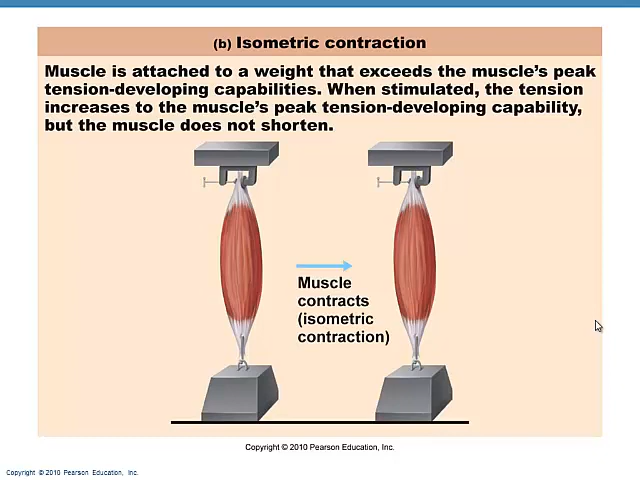 (b) Isometric contraction
Muscle is attached to a weight that exceeds the muscle's peak
tension-developing capabilities. When stimulated, the tension
increases to the muscle's peak tension-developing capability,
but the muscle does not shorten.
Muscle
contracts
(isometric
contraction)
Copyright © 2010 Pearson Education, Inc.
Copyright © 2010 Pearson Education, Inc.